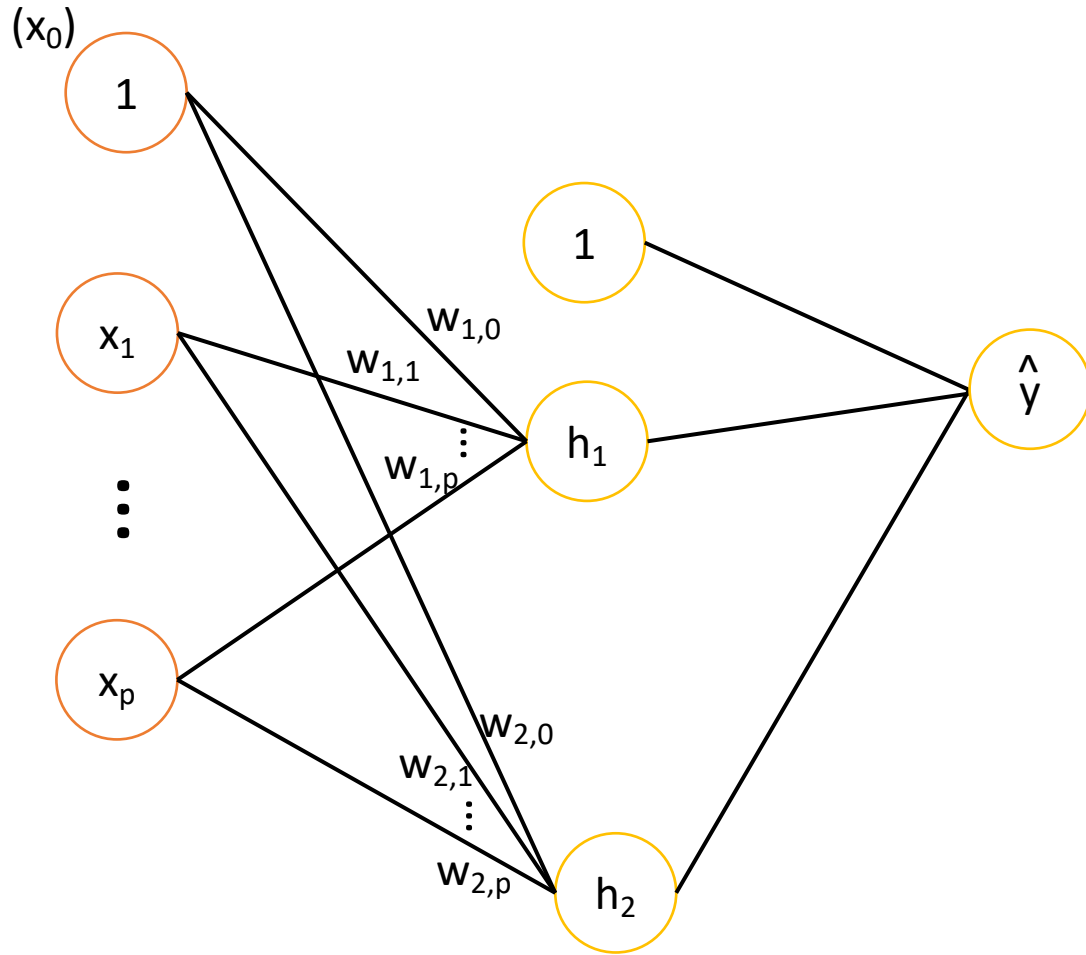 (x₀)
1
1
w₁,₀
x₁
w₁,₁
ŷ
h₁
w₁,ₚ
xₚ
w₂,₀
w₂,₁
w₂,ₚ
h₂